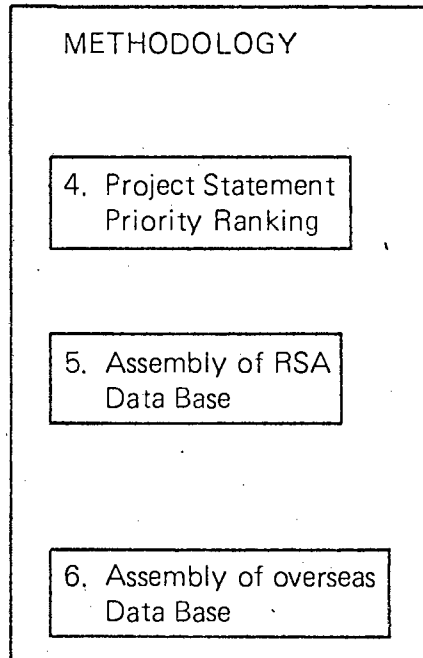 METHODOLOGY
4. Project Statement
Priority Ranking
5. Assembly of RSA
Data Base
6. Assembly of overseas
Data Base